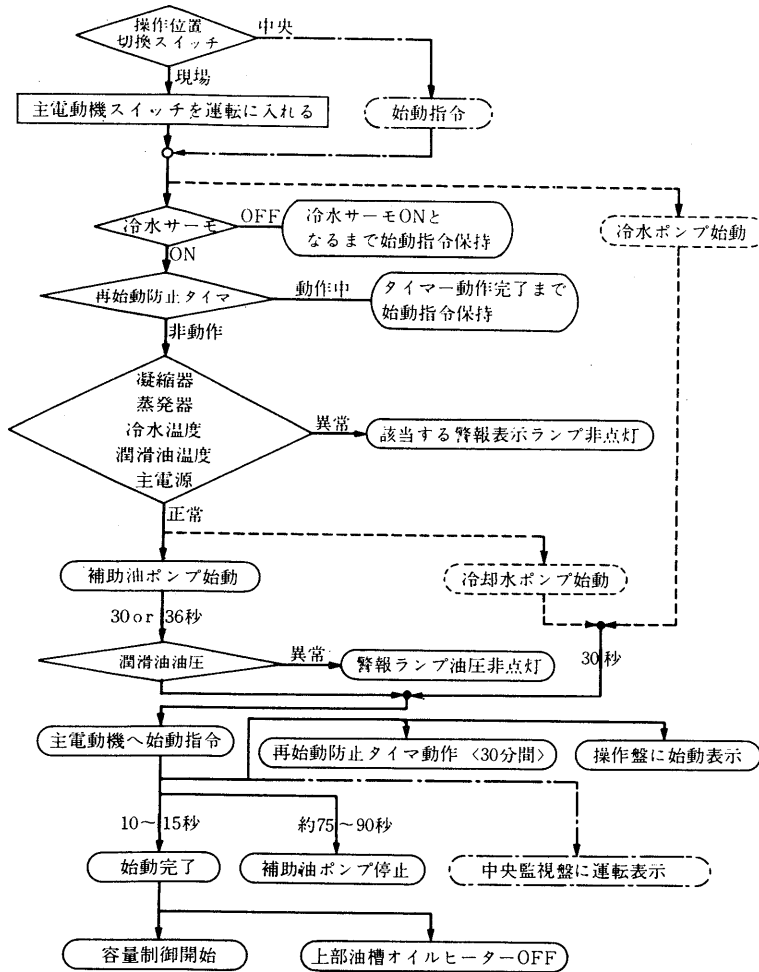 操作位置
切換スイッチ
中央
現場
主電動機スイッチを運転に入れる
始動指令
冷水サーモ
OFF
冷水サーモONと
なるまで始動指令保持
冷水ポンプ始動
ON
再始動防止タイマ
動作中
タイマー動作完了まで
始動指令保持
非動作
凝縮器
蒸発器
冷水温度
潤滑油温度
主電源
異常
該当する警報表示ランプ非点灯
正常
補助油ポンプ始動
冷却水ポンプ始動
30 or 36秒
30秒
潤滑油油圧
異常
警報ランプ油圧非点灯
主電動機へ始動指令
再始動防止タイマ動作〈30分間〉
操作盤に始動表示
10〜15秒
約75〜90秒
始動完了
補助油ポンプ停止
中央監視盤に運転表示
容量制御開始
上部油槽オイルヒーターOFF